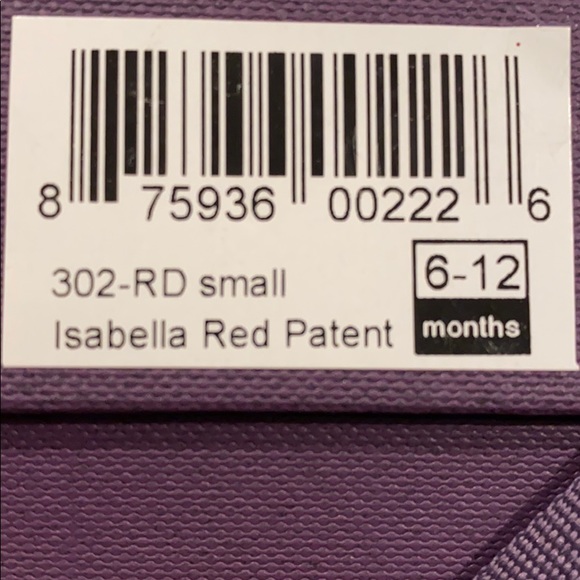 8 75936 00222 6
302-RD small
Isabella Red Patent
6-12
months